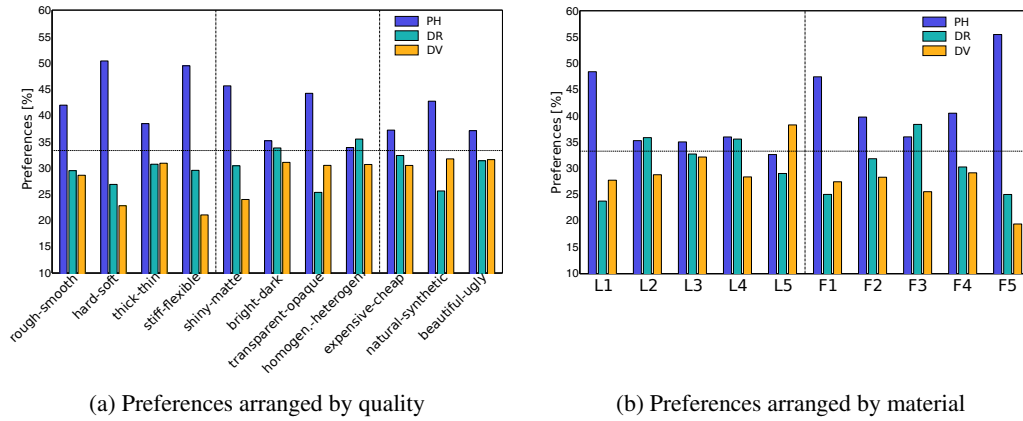 60
55
50
45
40
35
30
25
20
15
10
Preferences [%]
PH
DR
DV
rough-smooth
hard-soft
thick-thin
stiff-flexible
shiny-matte
bright-dark
transparent-opaque
homogen.-heterogen.
expensive-cheap
natural-synthetic
beautiful-ugly
(a) Preferences arranged by quality
60
55
50
45
40
35
30
25
20
15
10
Preferences [%]
PH
DR
DV
L1 L2 L3 L4 L5 F1 F2 F3 F4 F5
(b) Preferences arranged by material